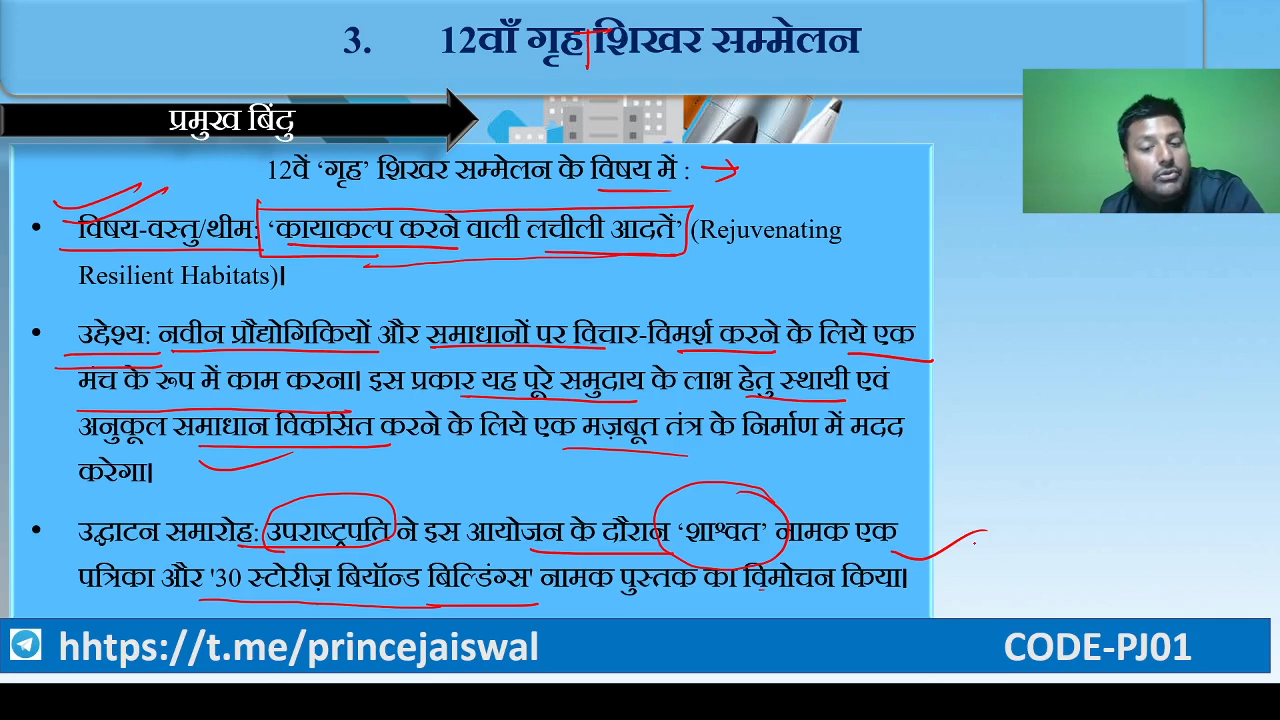 3. 12वाँ गृह शिखर सम्मेलन
प्रमुख बिंदु
12वें ‘गृह’ शिखर सम्मेलन के विषय में :
• विषय-वस्तु/थीम: ‘कायाकल्प करने वाली लचीली आदतें’ (Rejuvenating
Resilient Habitats)।
• उद्देश्य: नवीन प्रौद्योगिकियों और समाधानों पर विचार-विमर्श करने के लिये एक
मंच के रूप में काम करना। इस प्रकार यह पूरे समुदाय के लाभ हेतु स्थायी एवं
अनुकूल समाधान विकसित करने के लिये एक मज़बूत तंत्र के निर्माण में मदद
करेगा।
• उद्घाटन समारोह: उपराष्ट्रपति ने इस आयोजन के दौरान ‘शाश्वत’ नामक एक
पत्रिका और '30 स्टोरीज़ बियॉन्ड बिल्डिंग्स' नामक पुस्तक का विमोचन किया।
hhtps://t.me/princejaiswal CODE-PJ01